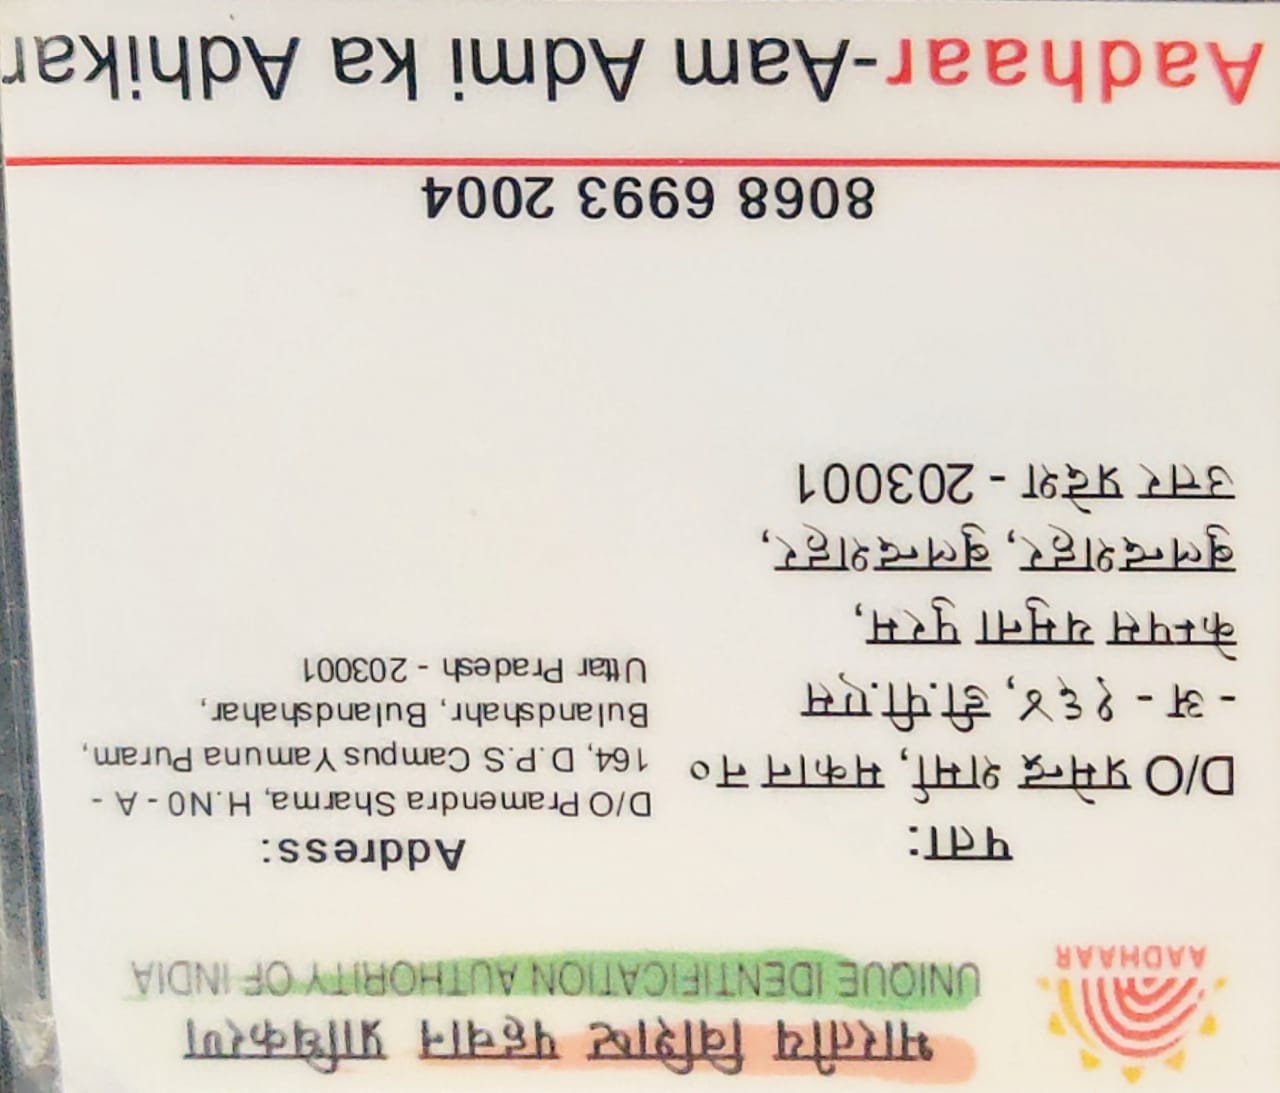 AADHAAR
भारतीय विशिष्ट पहचान प्राधिकरण
UNIQUE IDENTIFICATION AUTHORITY OF INDIA
पता:
D/O प्रमेन्द्र शर्मा, मकान न०
- अ - १६४, डी.पी.एस
केम्पस यमुना पुरम,
बुलन्दशहर, बुलन्दशहर,
उत्तर प्रदेश - 203001
Address:
D/O Pramendra Sharma, H.N0 - A -
164, D.P.S Campus Yamuna Puram,
Bulandshahr, Bulandshahar,
Uttar Pradesh - 203001
8068 6993 2004
Aadhaar-Aam Admi ka Adhikar